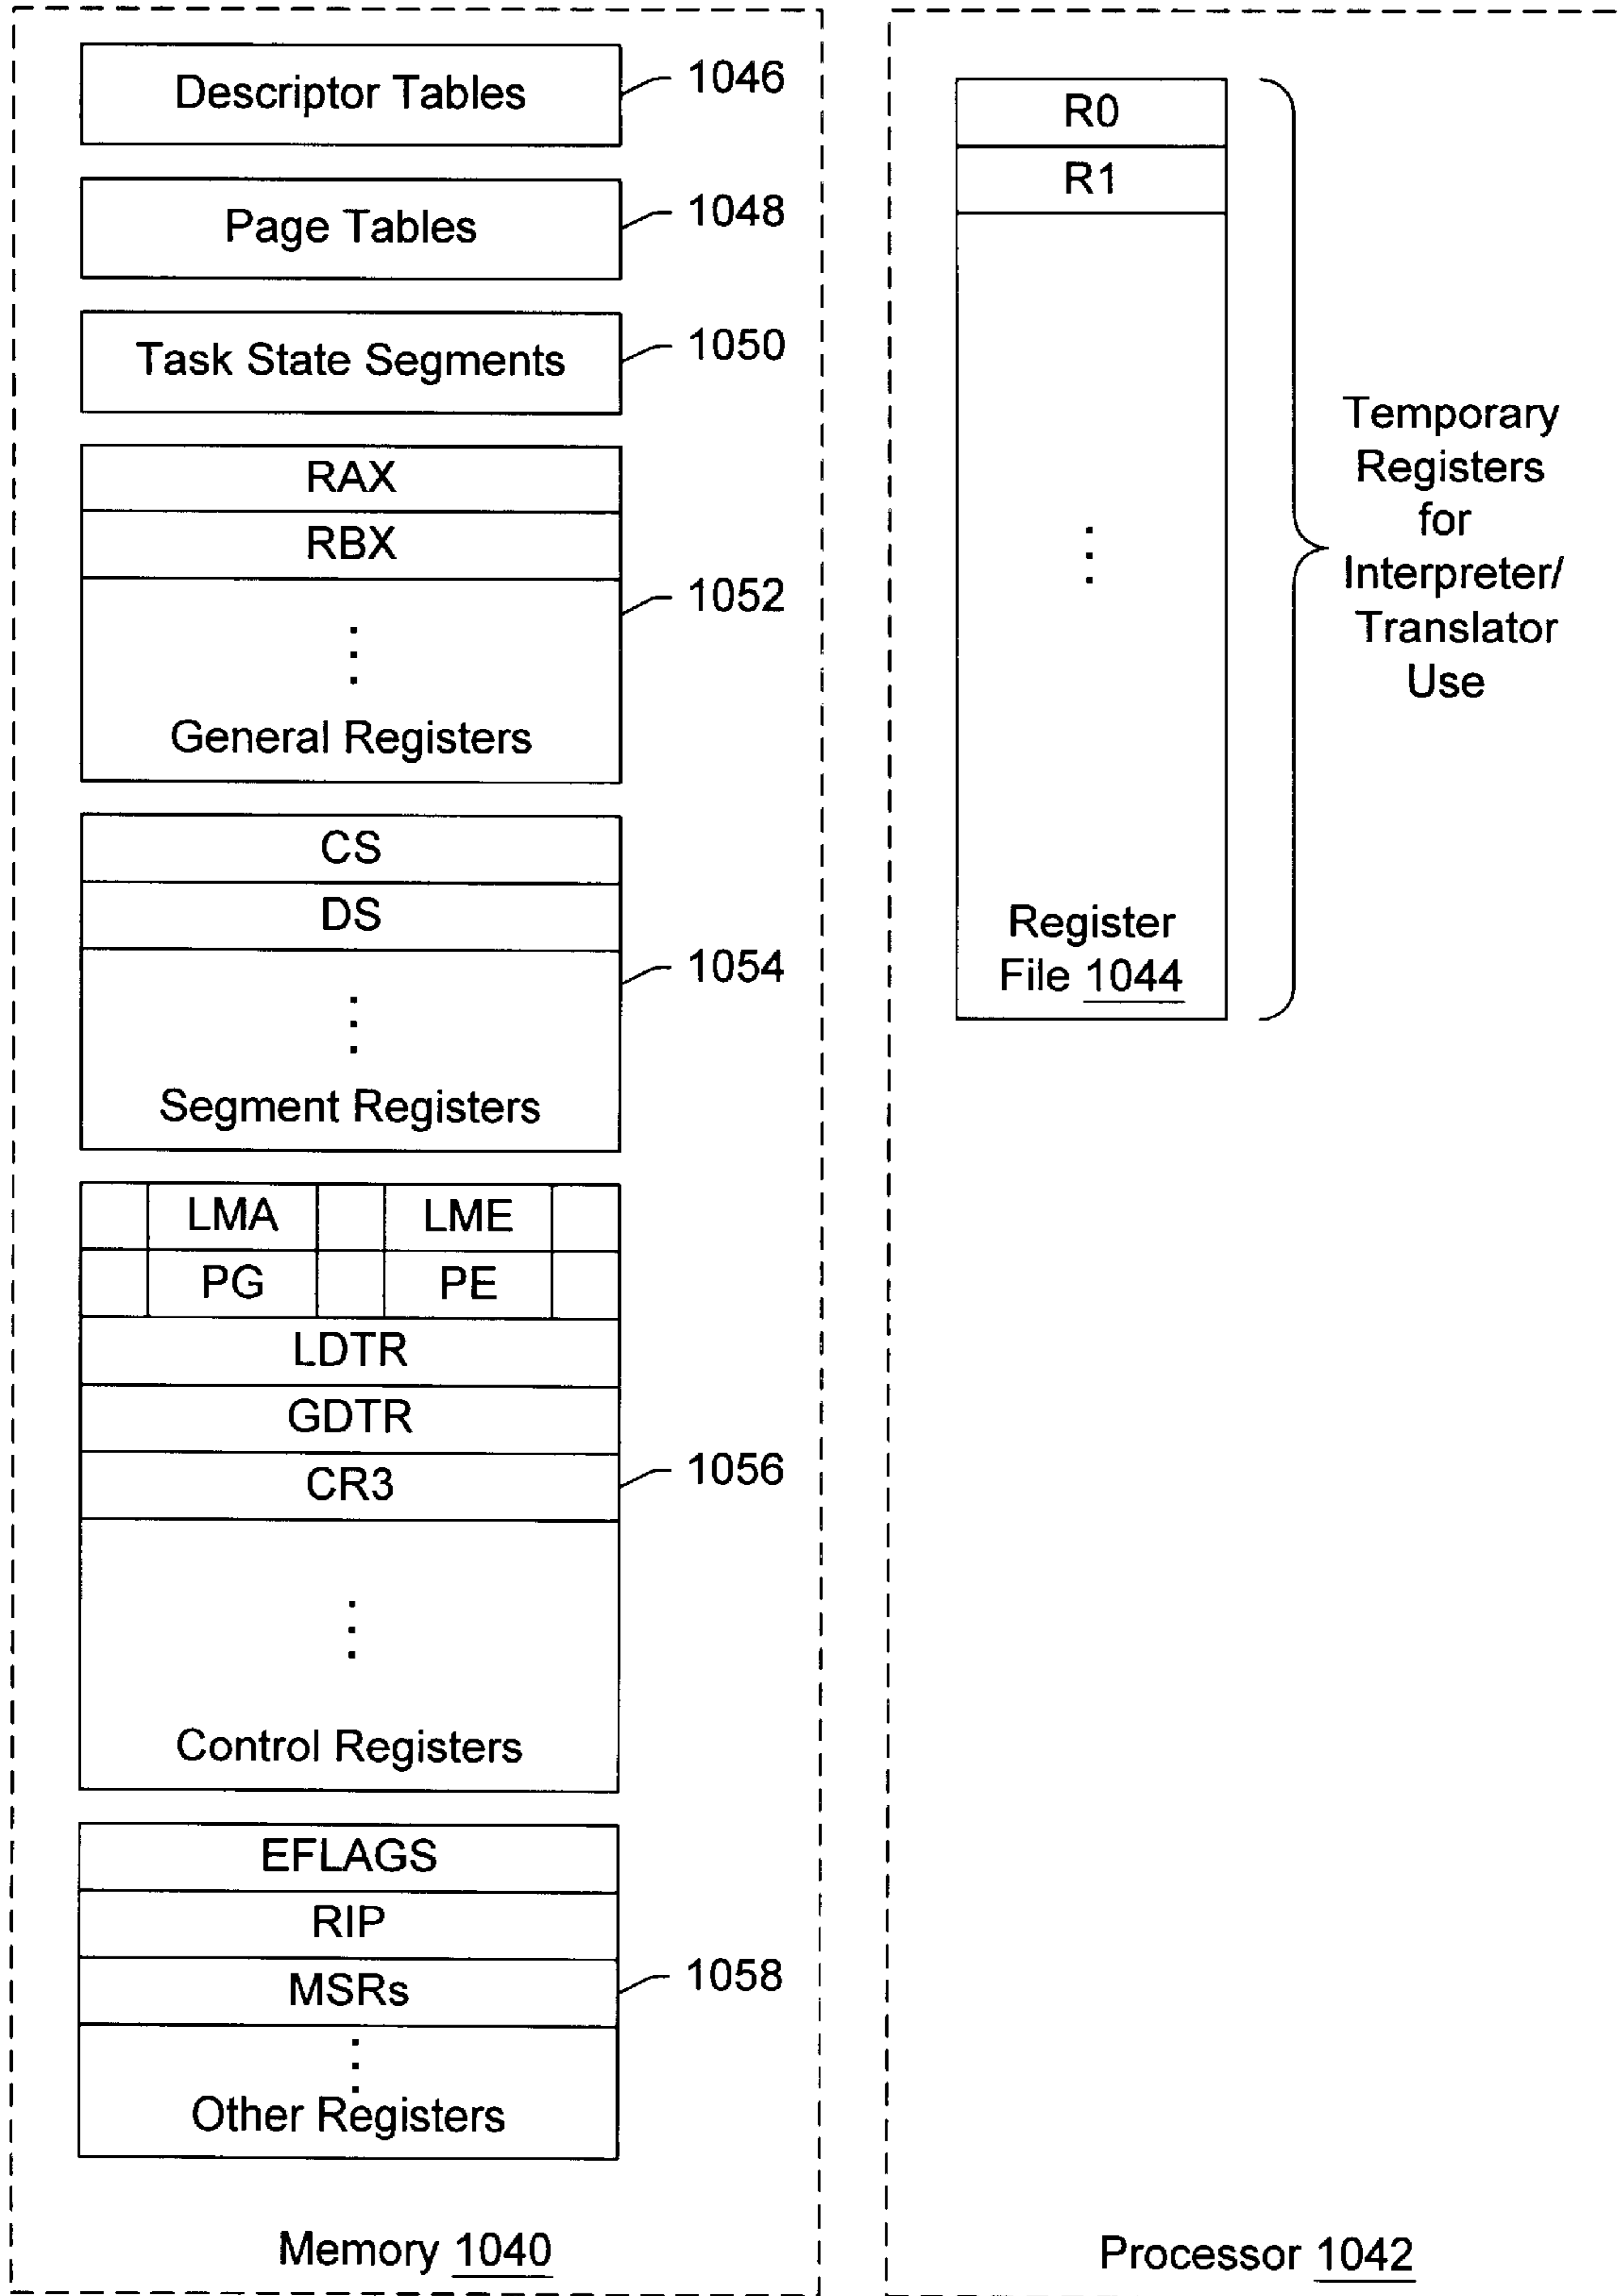 Descriptor Tables
1046
Page Tables
1048
Task State Segments
1050
RAX
RBX
1052
General Registers
CS
DS
1054
Segment Registers
LMA LME
PG PE
LDTR
GDTR
CR3
1056
Control Registers
EFLAGS
RIP
MSRs
1058
Other Registers
Memory 1040
R0
R1
Register
File 1044
Temporary
Registers
for
Interpreter/
Translator
Use
Processor 1042